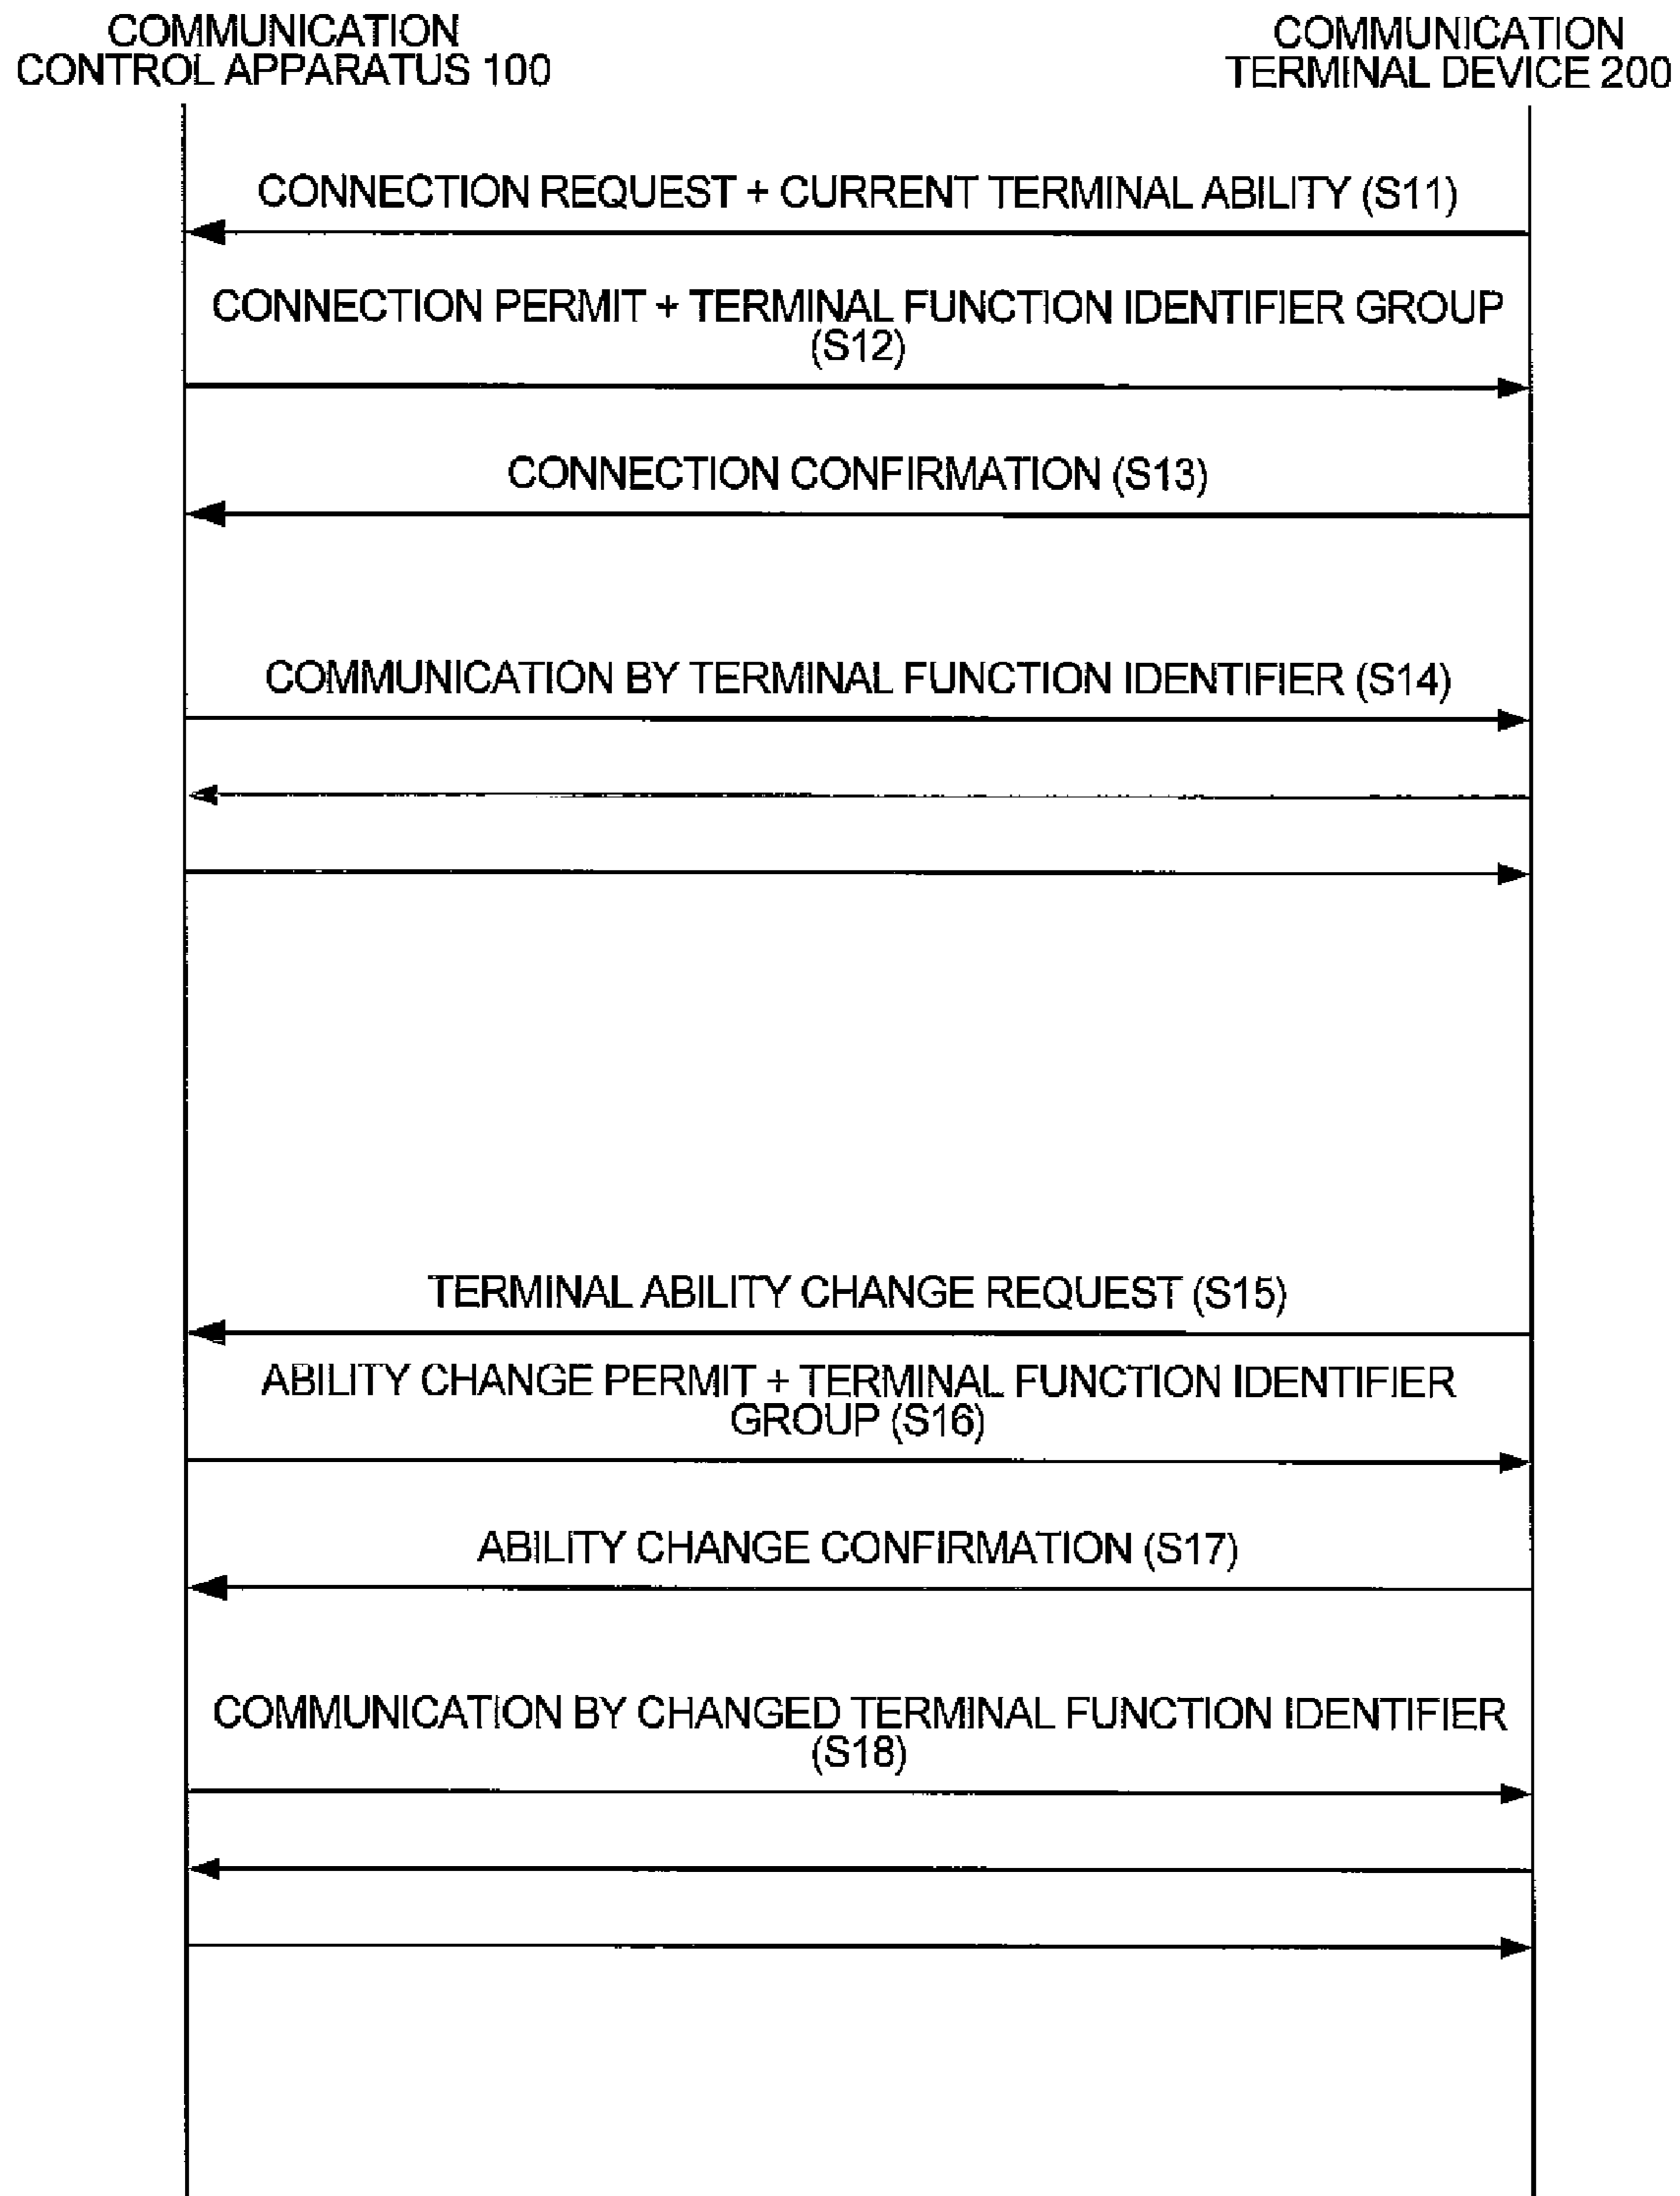 COMMUNICATION
CONTROL APPARATUS 100
COMMUNICATION
TERMINAL DEVICE 200
CONNECTION REQUEST + CURRENT TERMINAL ABILITY (S11)
CONNECTION PERMIT + TERMINAL FUNCTION IDENTIFIER GROUP
(S12)
CONNECTION CONFIRMATION (S13)
COMMUNICATION BY TERMINAL FUNCTION IDENTIFIER (S14)
TERMINAL ABILITY CHANGE REQUEST (S15)
ABILITY CHANGE PERMIT + TERMINAL FUNCTION IDENTIFIER
GROUP (S16)
ABILITY CHANGE CONFIRMATION (S17)
COMMUNICATION BY CHANGED TERMINAL FUNCTION IDENTIFIER
(S18)